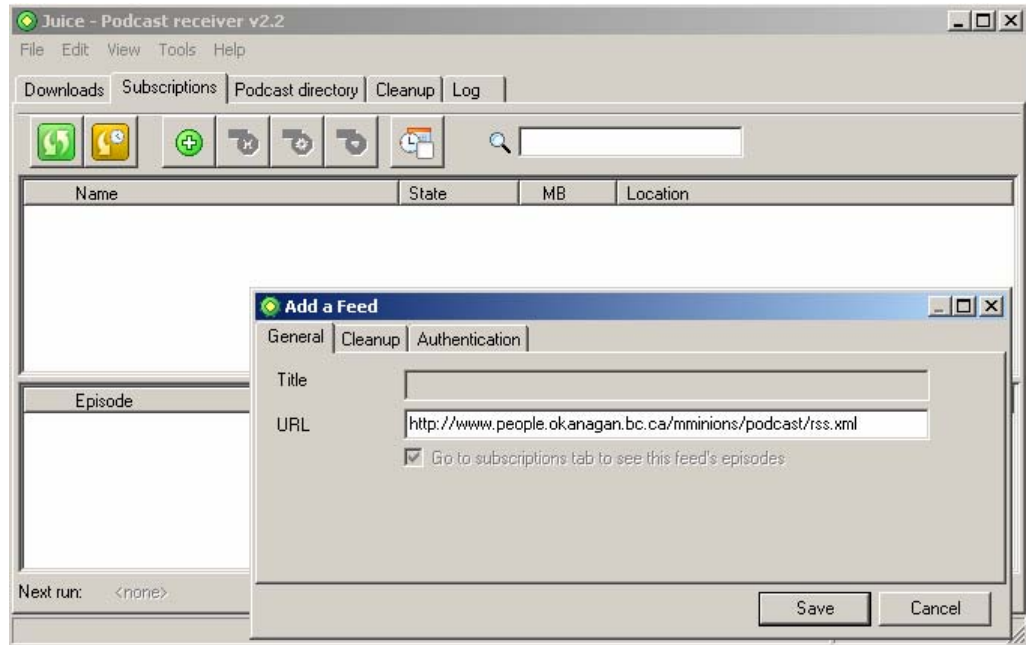 Juice - Podcast receiver v2.2
File Edit View Tools Help
Downloads Subscriptions Podcast directory Cleanup Log
Name State MB Location
Add a Feed
General Cleanup Authentication
Title
Episode
URL http://www.people.okanagan.bc.ca/mminions/podcast/rss.xml
Go to subscriptions tab to see this feed's episodes
Next run: <none>
Save Cancel